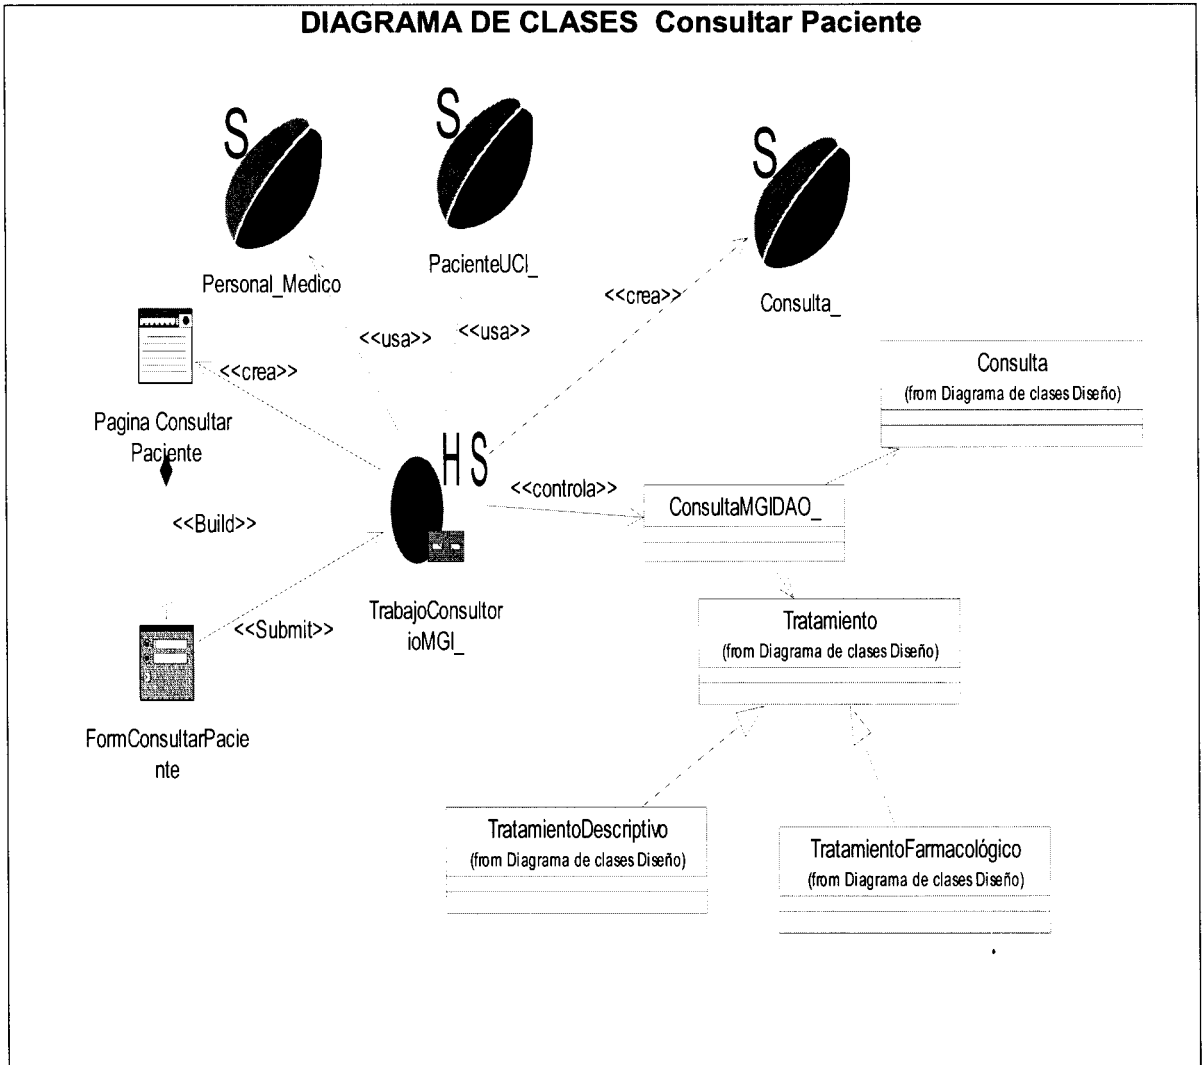 DIAGRAMA DE CLASES  Consultar Paciente
S
S
S
Personal_Medico
PacienteUCI_
Consulta_
<<crea>>
<<usa>>
<<usa>>
<<crea>>
Consulta
(from Diagrama de clases Diseño)
Pagina Consultar
Paciente
H S
<<controla>>
ConsultaMGIDAO_
<<Build>>
TrabajoConsultor
ioMGI_
<<Submit>>
Tratamiento
(from Diagrama de clases Diseño)
FormConsultarPacie
nte
TratamientoDescriptivo
(from Diagrama de clases Diseño)
TratamientoFarmacológico
(from Diagrama de clases Diseño)